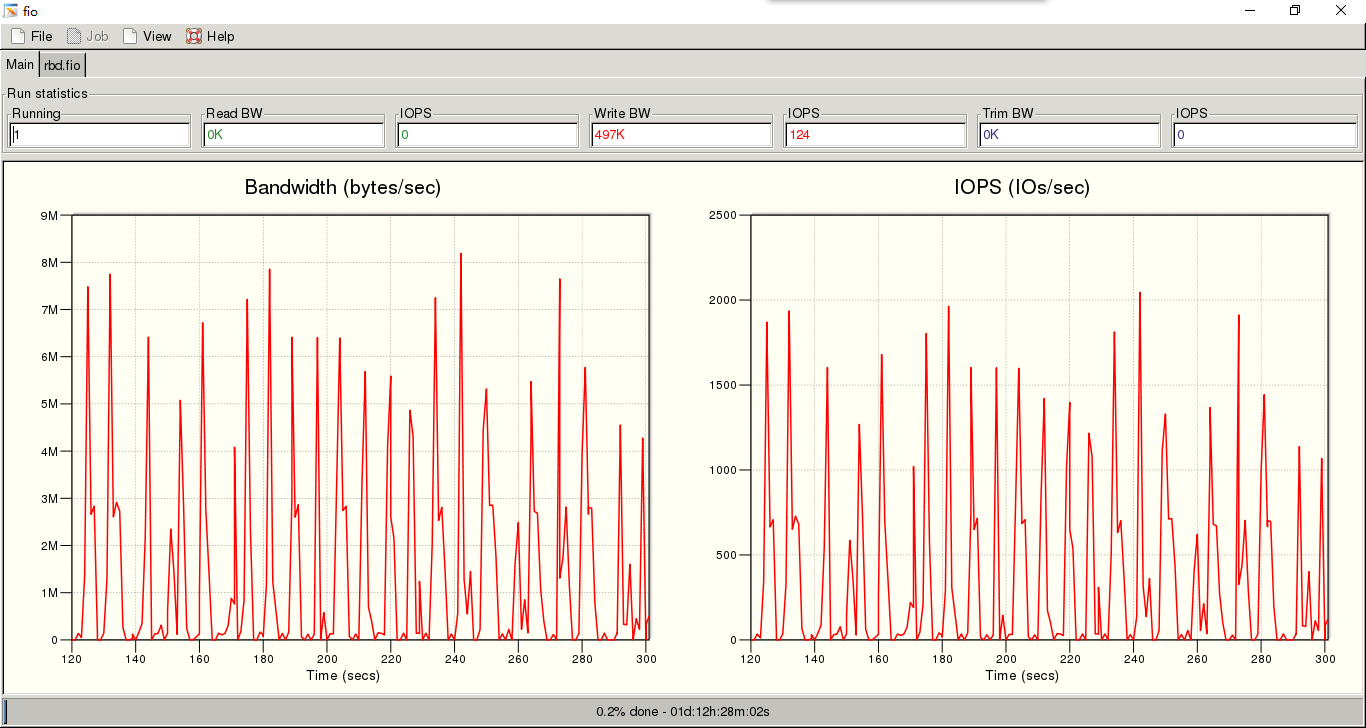 fio
File Job View Help
Main rbd.fio
Run statistics
Running Read BW IOPS Write BW IOPS Trim BW IOPS
1 0K 0 497K 124 0K 0
Bandwidth (bytes/sec)
9M
8M
7M
6M
5M
4M
3M
2M
1M
0
120 140 160 180 200 220 240 260 280 300
Time (secs)
IOPS (IOs/sec)
2500
2000
1500
1000
500
0
120 140 160 180 200 220 240 260 280 300
Time (secs)
0.2% done - 01d:12h:28m:02s